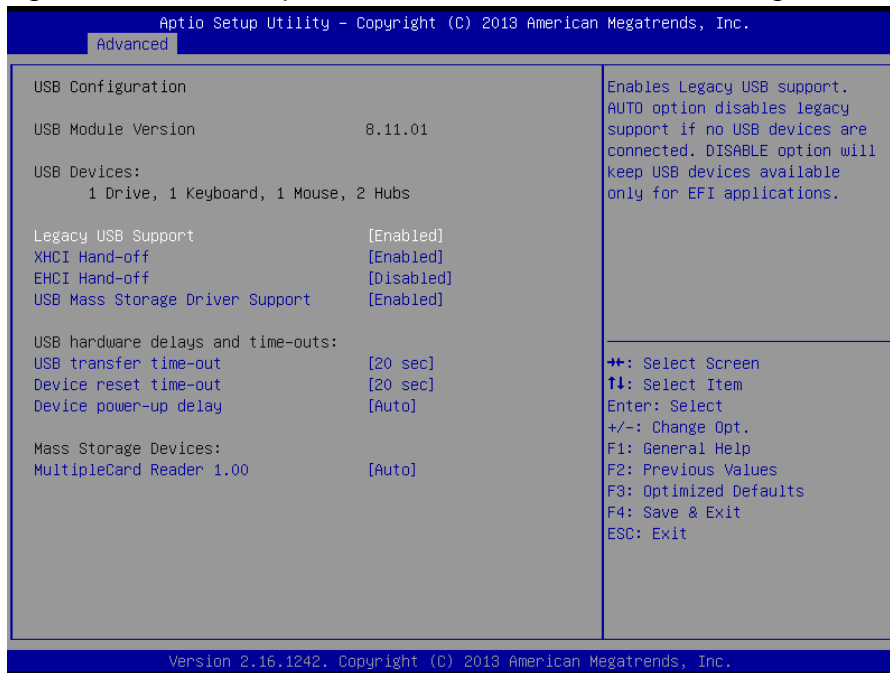 Aptio Setup Utility – Copyright (C) 2013 American Megatrends, Inc.
Advanced
USB Configuration
USB Module Version 8.11.01
USB Devices:
1 Drive, 1 Keyboard, 1 Mouse, 2 Hubs
Legacy USB Support [Enabled]
XHCI Hand-off [Enabled]
EHCI Hand-off [Disabled]
USB Mass Storage Driver Support [Enabled]
USB hardware delays and time-outs:
USB transfer time-out [20 sec]
Device reset time-out [20 sec]
Device power-up delay [Auto]
Mass Storage Devices:
MultipleCard Reader 1.00 [Auto]
Enables Legacy USB support.
AUTO option disables legacy
support if no USB devices are
connected. DISABLE option will
keep USB devices available
only for EFI applications.
→←: Select Screen
↑↓: Select Item
Enter: Select
+/-: Change Opt.
F1: General Help
F2: Previous Values
F3: Optimized Defaults
F4: Save & Exit
ESC: Exit
Version 2.16.1242. Copyright (C) 2013 American Megatrends, Inc.